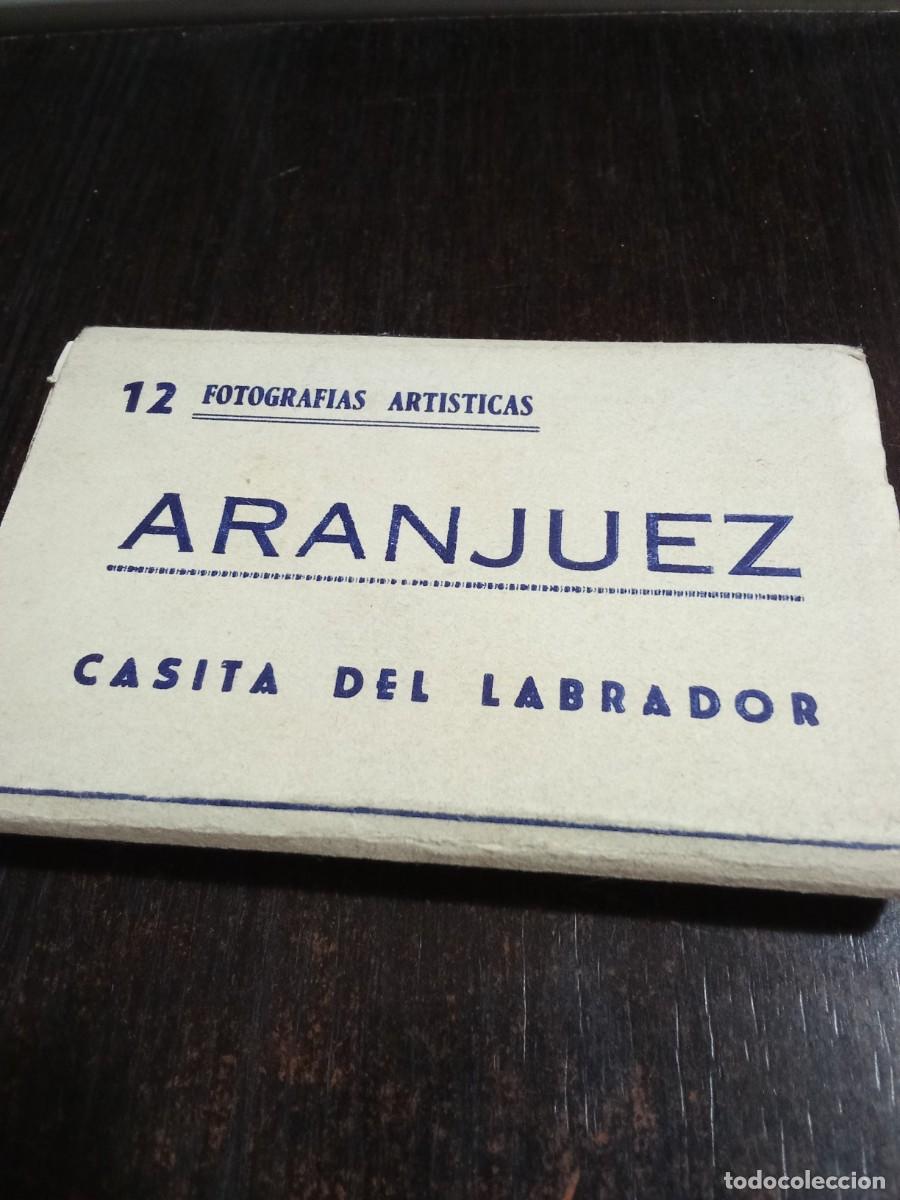 12 FOTOGRAFIAS ARTISTICAS
ARANJUEZ
CASITA DEL LABRADOR
todocoleccion